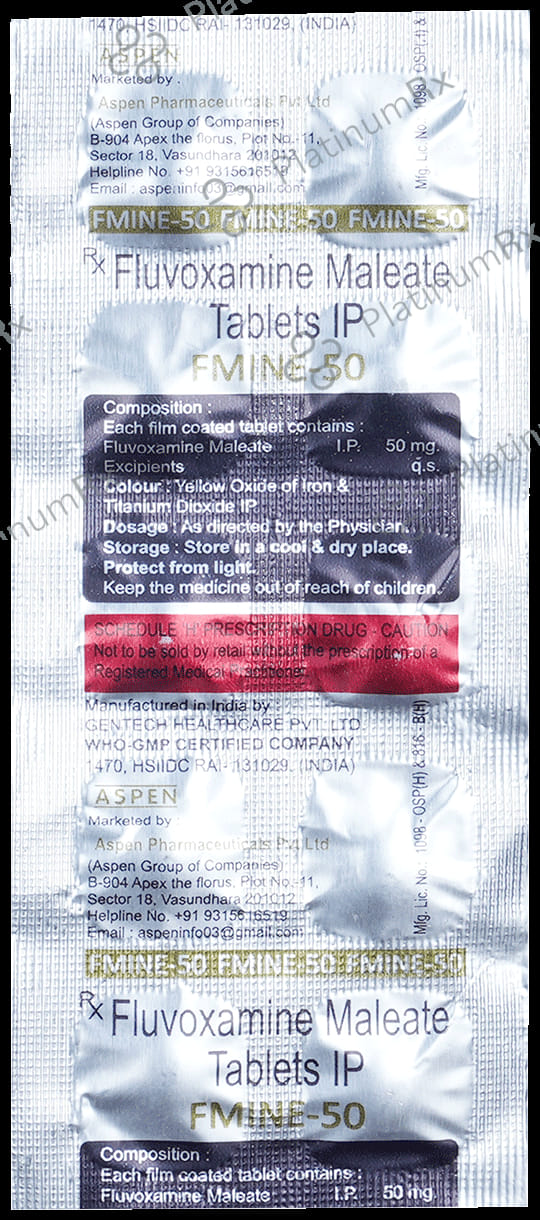 1470, HSIIDC RAI- 131029, (INDIA)
ASPEN
Marketed by :
Aspen Pharmaceuticals Pvt Ltd
(Aspen Group of Companies)
B-904 Apex the florus, Plot No.-11,
Sector 18, Vasundhara 201012
Helpline No. +91 9315616519
Email : aspeninfo03@gmail.com
Mfg. Lic. No. : 1098 - OSP(H) &
FMINE-50 FMINE-50 FMINE-50
Rx Fluvoxamine Maleate
Tablets IP
FMINE-50
Composition :
Each film coated tablet contains :
Fluvoxamine Maleate I.P. 50 mg.
Excipients q.s.
Colour : Yellow Oxide of Iron &
Titanium Dioxide IP
Dosage : As directed by the Physician.
Storage : Store in a cool & dry place.
Protect from light.
Keep the medicine out of reach of children.
SCHEDULE 'H' PRESCRIPTION DRUG - CAUTION
Not to be sold by retail without the prescription of a
Registered Medical Practitioner
Manufactured in India by :
GENTECH HEALTHCARE PVT. LTD.
WHO-GMP CERTIFIED COMPANY
1470, HSIIDC RAI- 131029, (INDIA)
ASPEN
Marketed by :
Aspen Pharmaceuticals Pvt Ltd
(Aspen Group of Companies)
B-904 Apex the florus, Plot No.-11,
Sector 18, Vasundhara 201012
Helpline No. +91 9315616519
Email : aspeninfo03@gmail.com
Mfg. Lic. No. : 1098 - OSP(H) & 816 - B(H)
FMINE-50 FMINE-50 FMINE-50
Rx Fluvoxamine Maleate
Tablets IP
FMINE-50
Composition :
Each film coated tablet contains :
Fluvoxamine Maleate I.P. 50 mg.
PlatinumRx
PlatinumRx
PlatinumRx